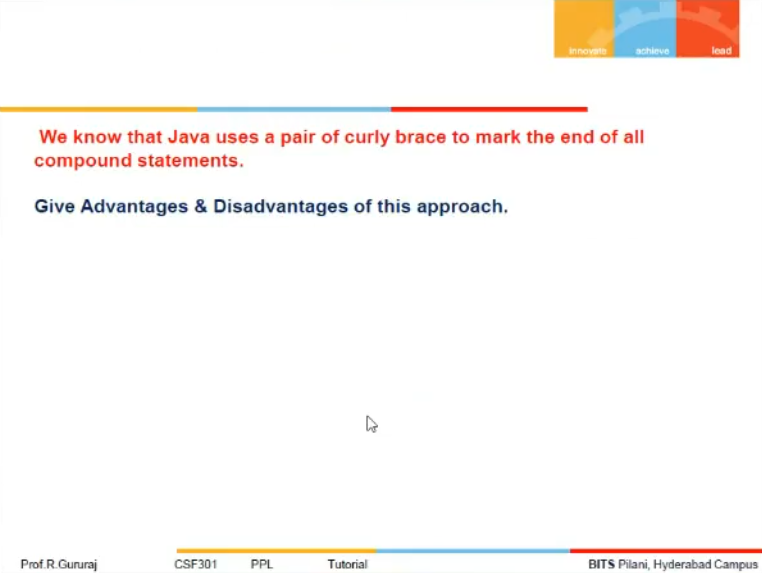 innovate achieve lead
We know that Java uses a pair of curly brace to mark the end of all
compound statements.
Give Advantages & Disadvantages of this approach.
Prof.R.Gururaj CSF301 PPL Tutorial BITS Pilani, Hyderabad Campus